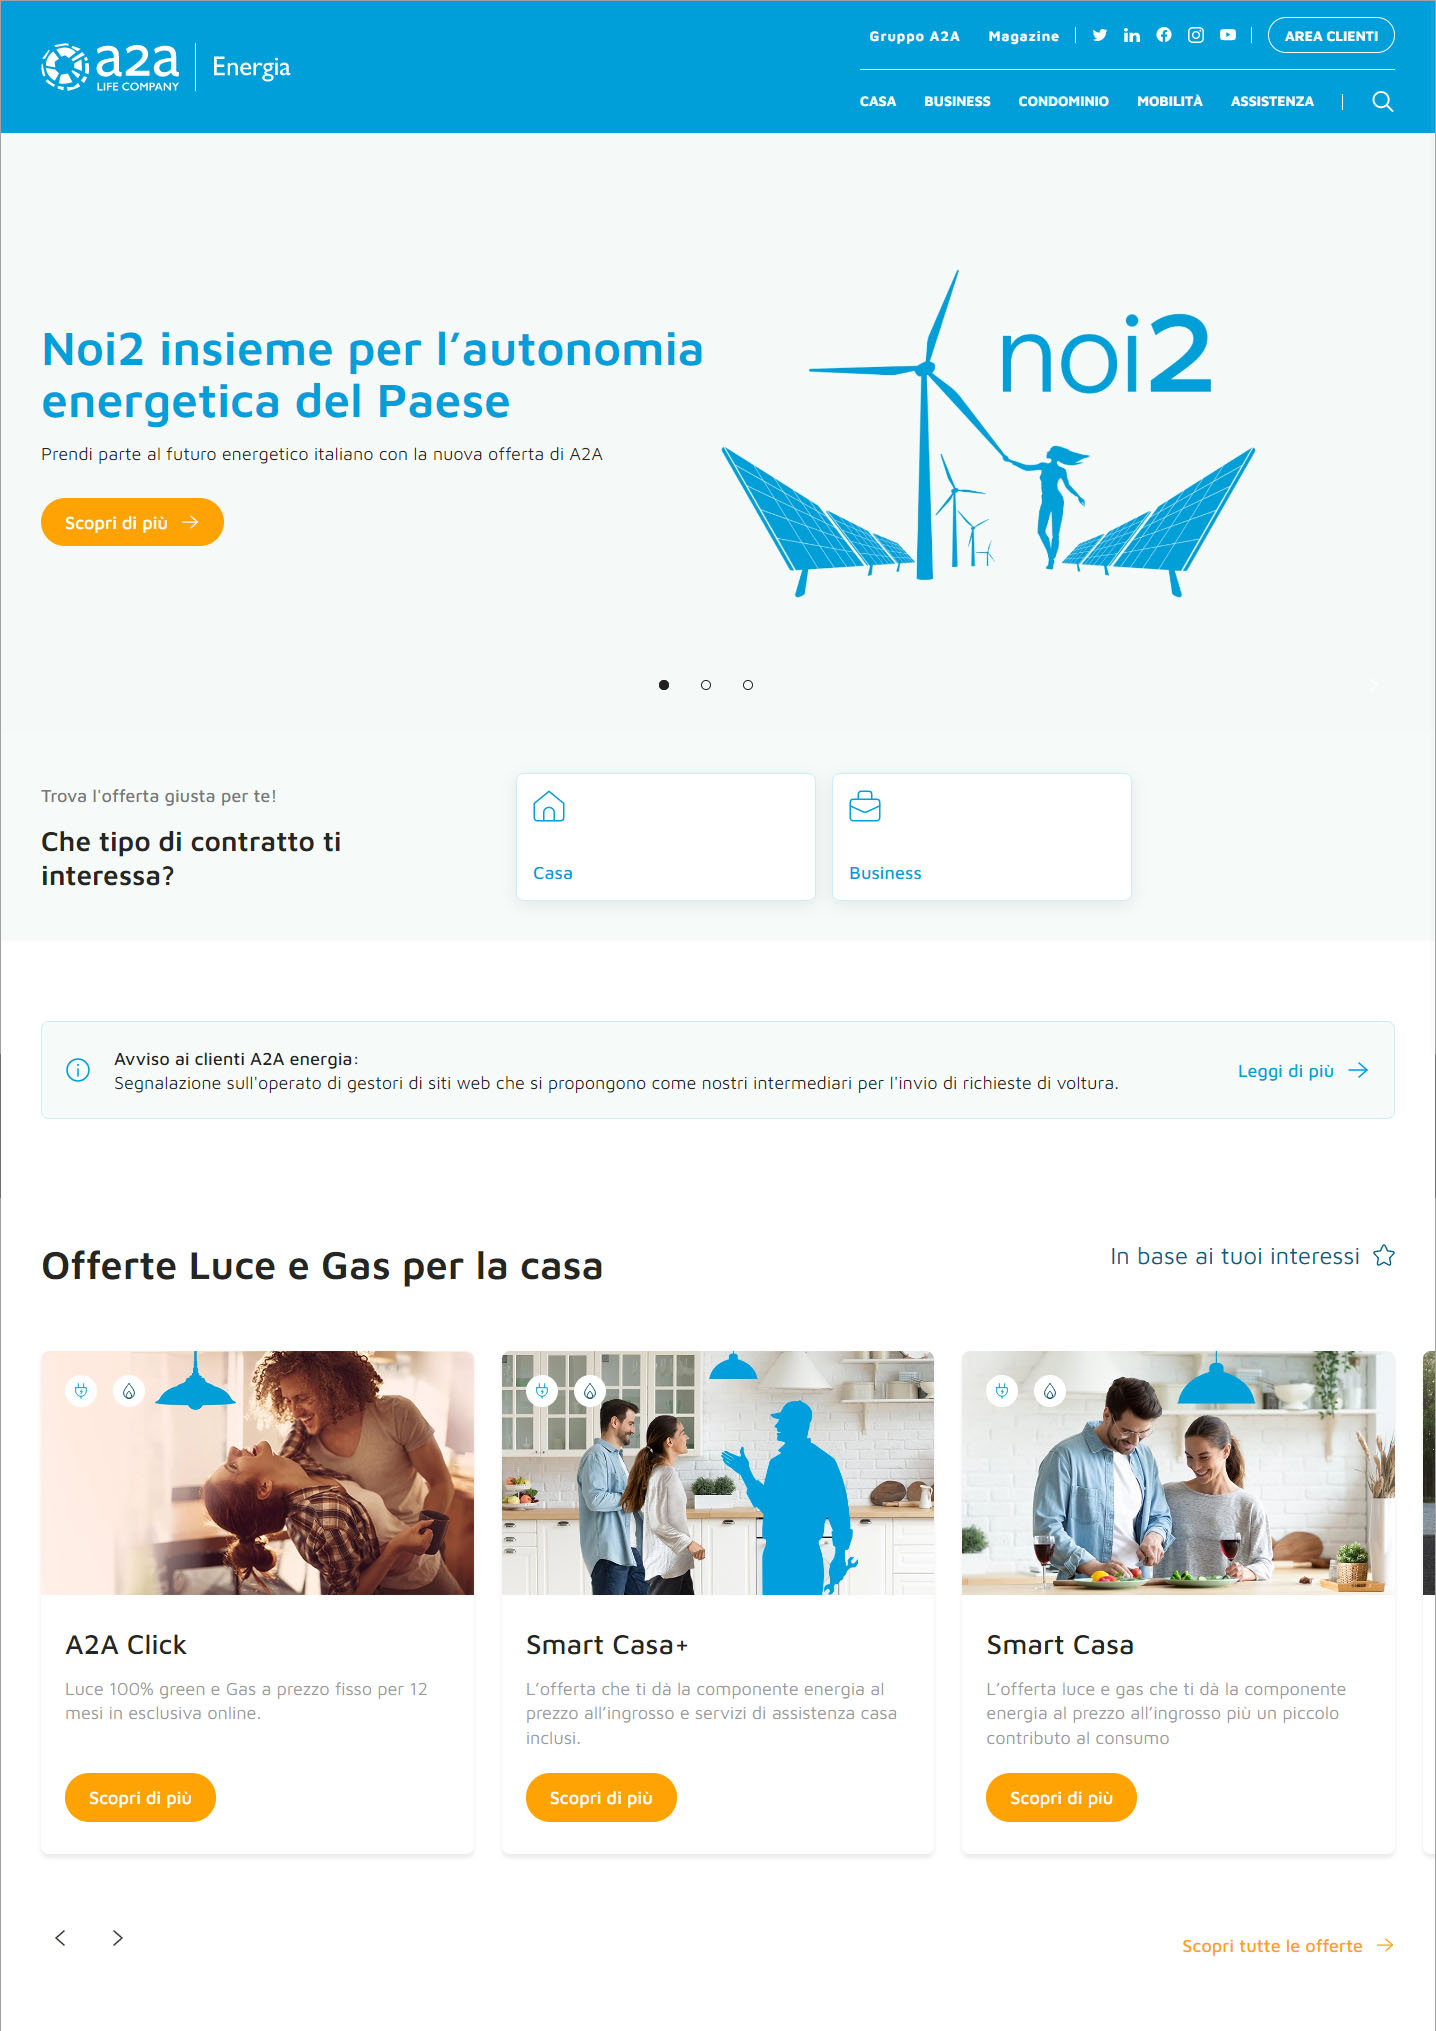 a2a
LIFE COMPANY
Energia
Gruppo A2A
Magazine
AREA CLIENTI
CASA
BUSINESS
CONDOMINIO
MOBILITÀ
ASSISTENZA
Noi2 insieme per l’autonomia
energetica del Paese
Prendi parte al futuro energetico italiano con la nuova offerta di A2A
Scopri di più
noi2
Trova l'offerta giusta per te!
Che tipo di contratto ti
interessa?
Casa
Business
Avviso ai clienti A2A energia:
Segnalazione sull'operato di gestori di siti web che si propongono come nostri intermediari per l'invio di richieste di voltura.
Leggi di più
Offerte Luce e Gas per la casa
In base ai tuoi interessi
A2A Click
Luce 100% green e Gas a prezzo fisso per 12
mesi in esclusiva online.
Scopri di più
Smart Casa+
L’offerta che ti dà la componente energia al
prezzo all’ingrosso e servizi di assistenza casa
inclusi.
Scopri di più
Smart Casa
L’offerta luce e gas che ti dà la componente
energia al prezzo all’ingrosso più un piccolo
contributo al consumo
Scopri di più
Scopri tutte le offerte